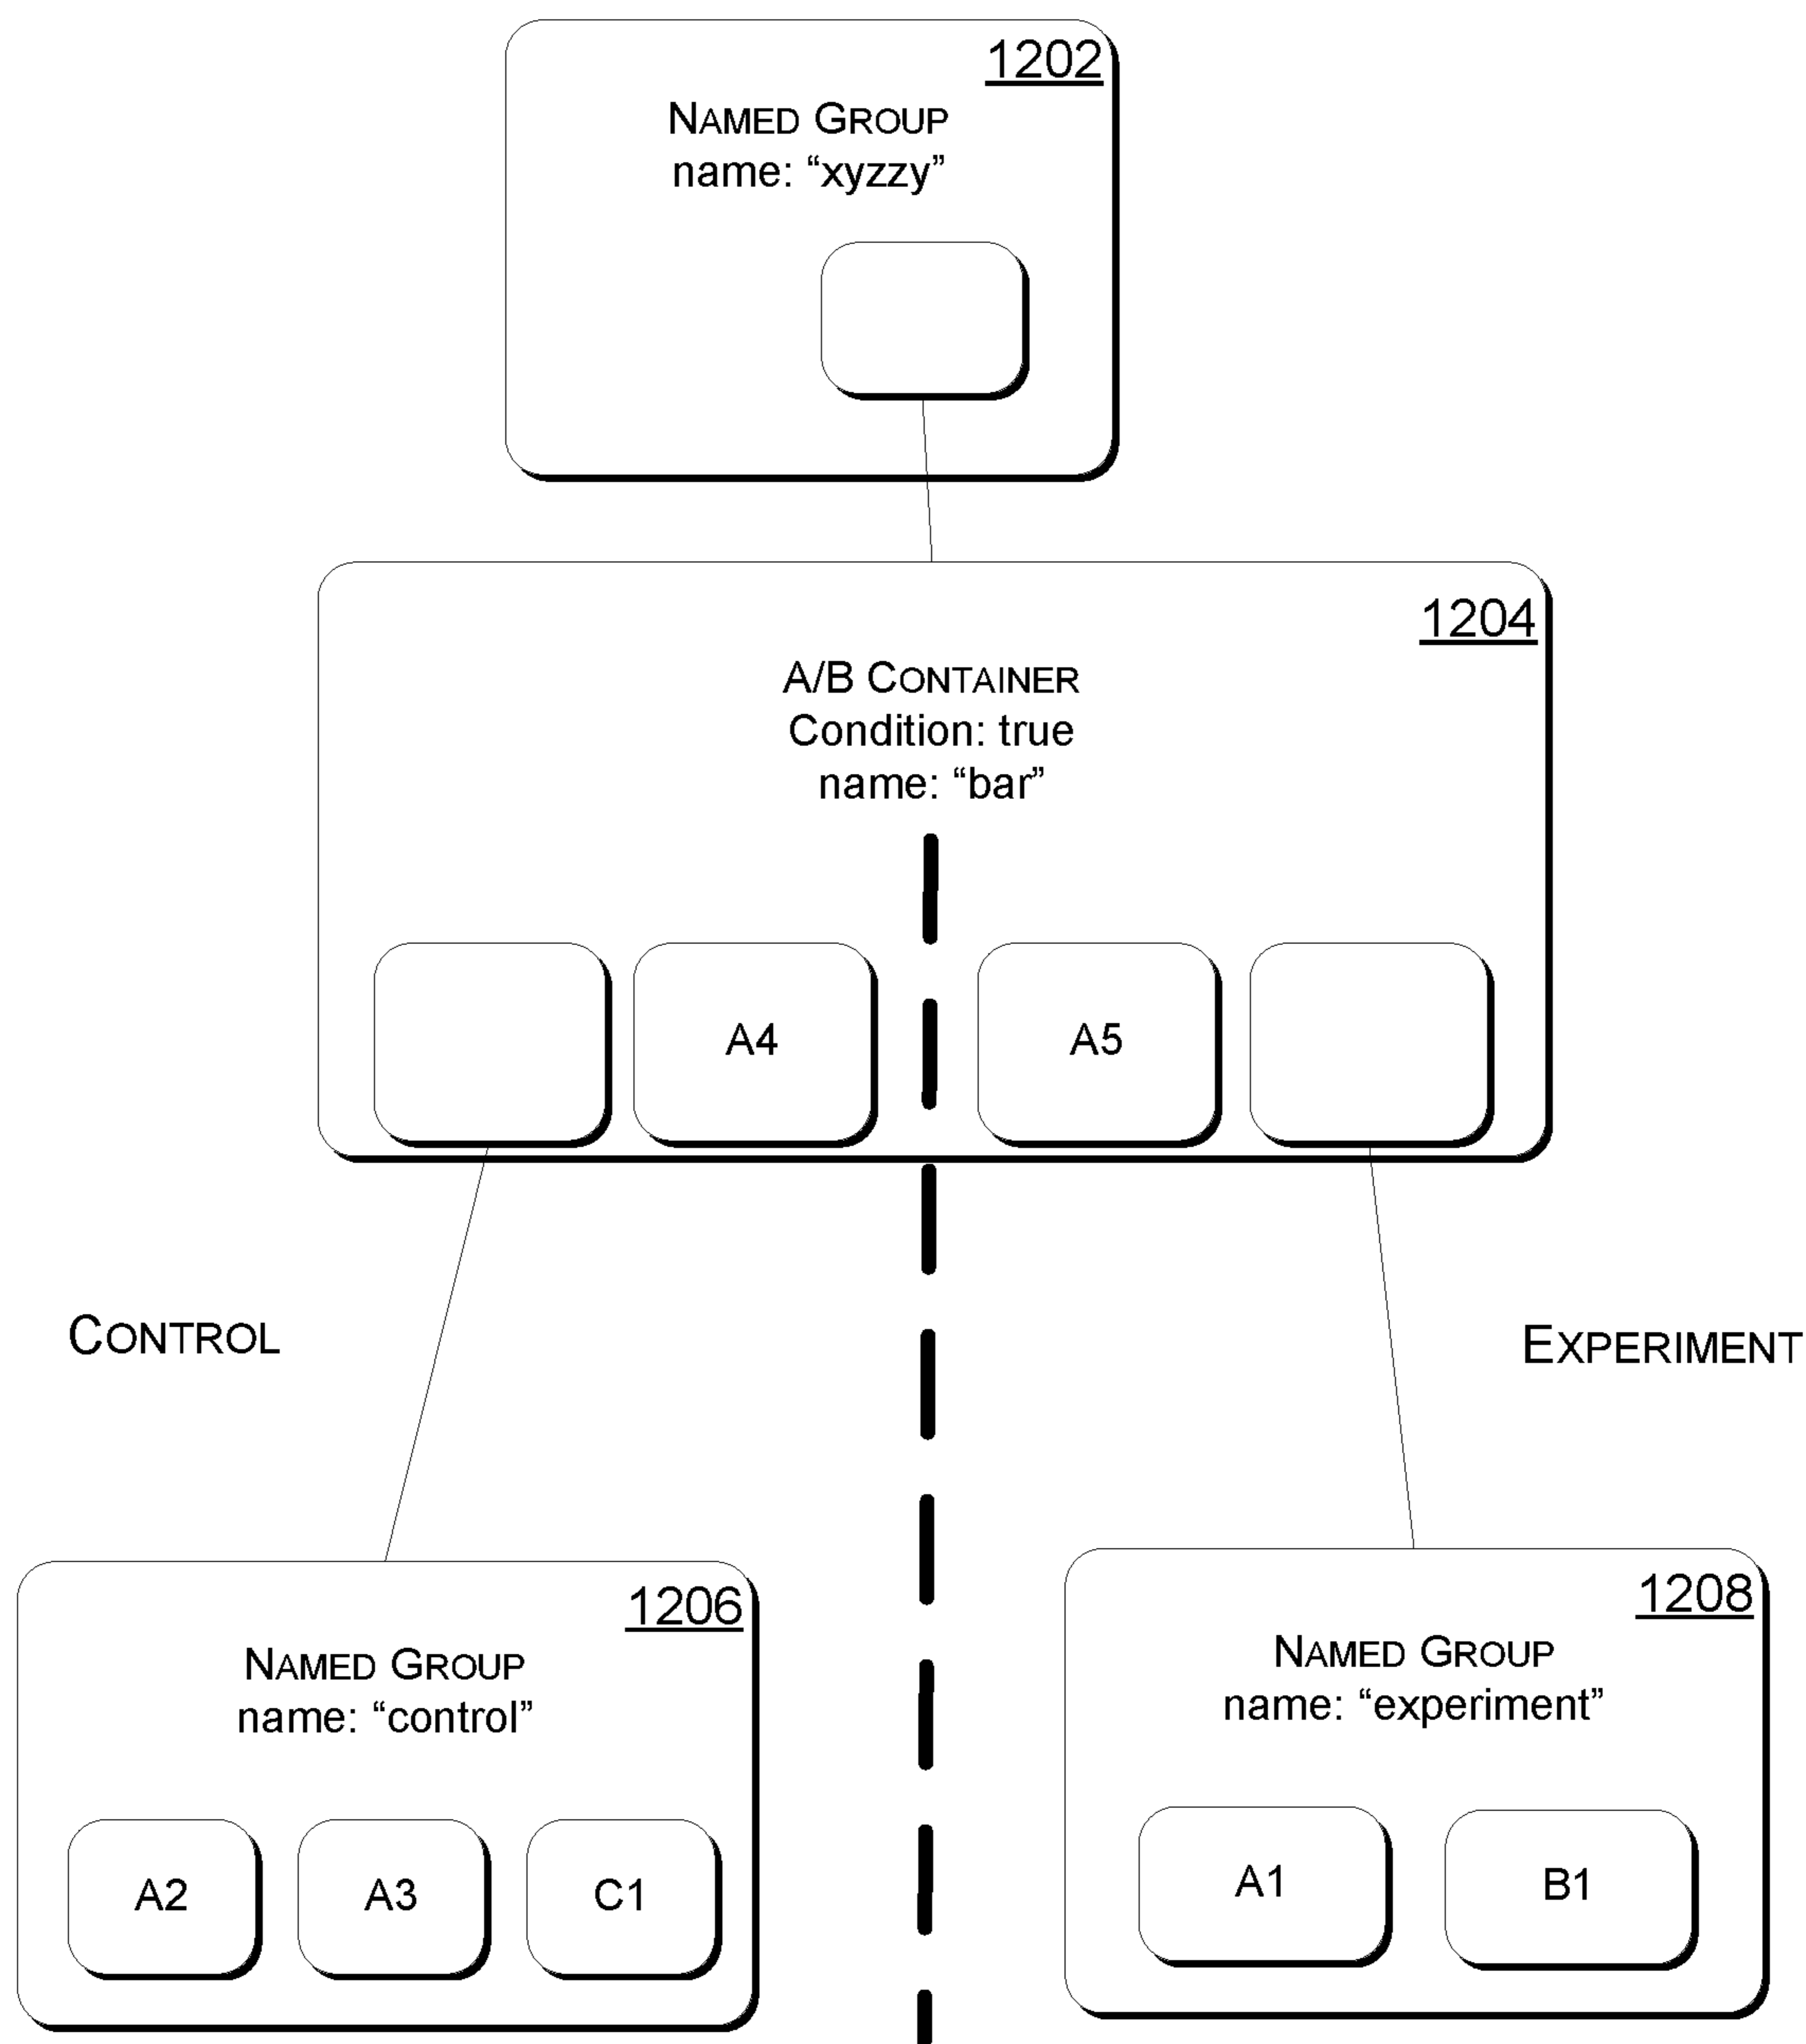 1202
NAMED GROUP
name: “xyzzy”
1204
A/B CONTAINER
Condition: true
name: “bar”
A4
A5
CONTROL
EXPERIMENT
1206
NAMED GROUP
name: “control”
A2
A3
C1
1208
NAMED GROUP
name: “experiment”
A1
B1